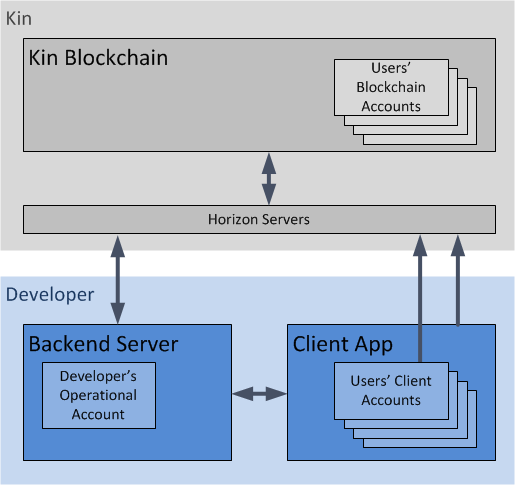 Kin
Kin Blockchain
Users’
Blockchain
Accounts
Horizon Servers
Developer
Backend Server
Developer’s
Operational
Account
Client App
Users’ Client
Accounts